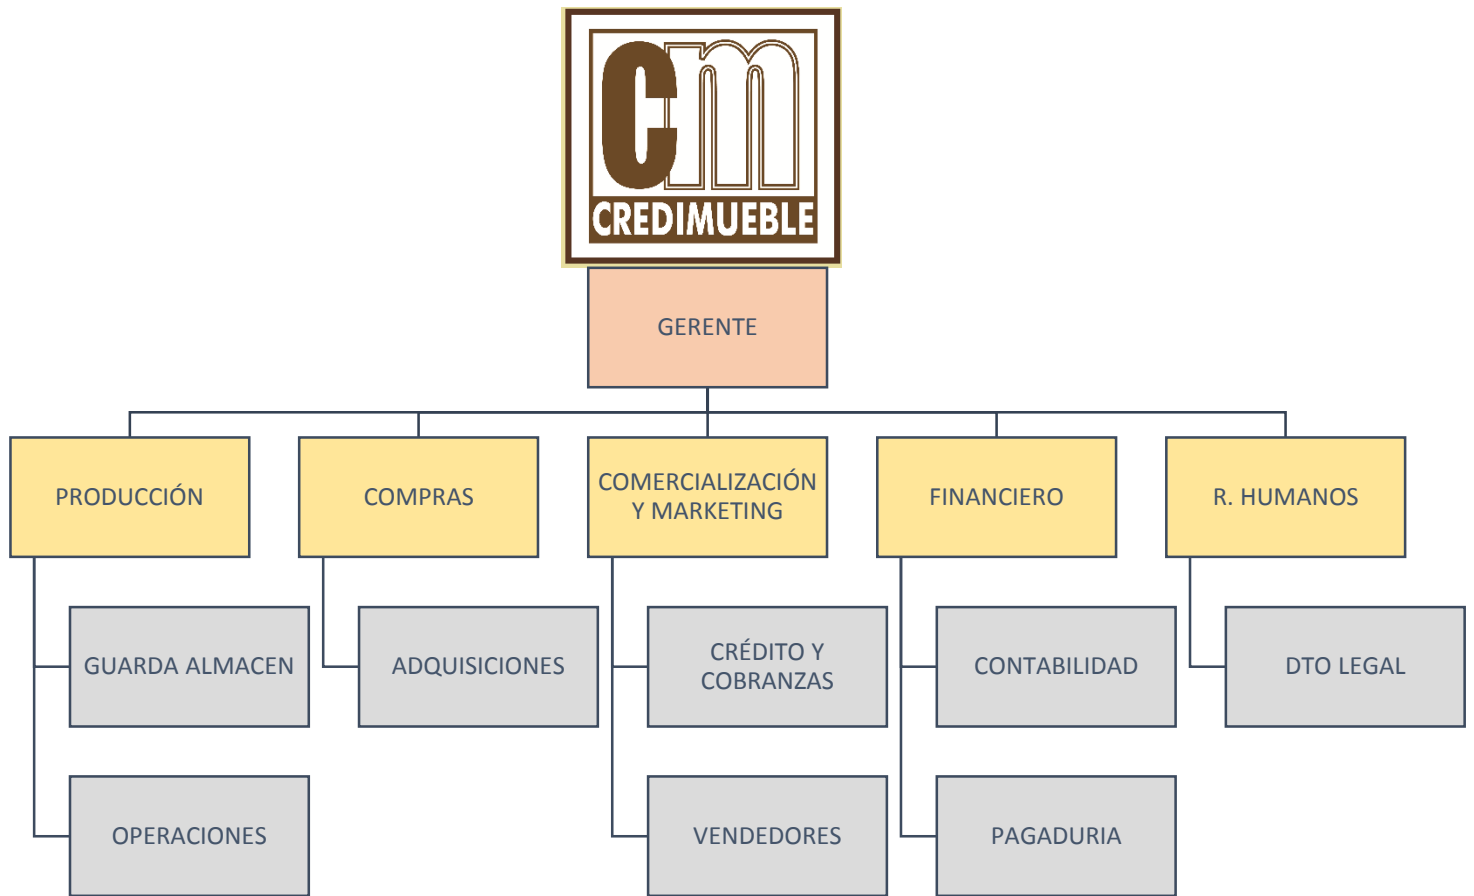 cm
CREDIMUEBLE
GERENTE
PRODUCCIÓN
COMPRAS
COMERCIALIZACIÓN
Y MARKETING
FINANCIERO
R. HUMANOS
GUARDA ALMACEN
ADQUISICIONES
CRÉDITO Y
COBRANZAS
CONTABILIDAD
DTO LEGAL
OPERACIONES
VENDEDORES
PAGADURIA